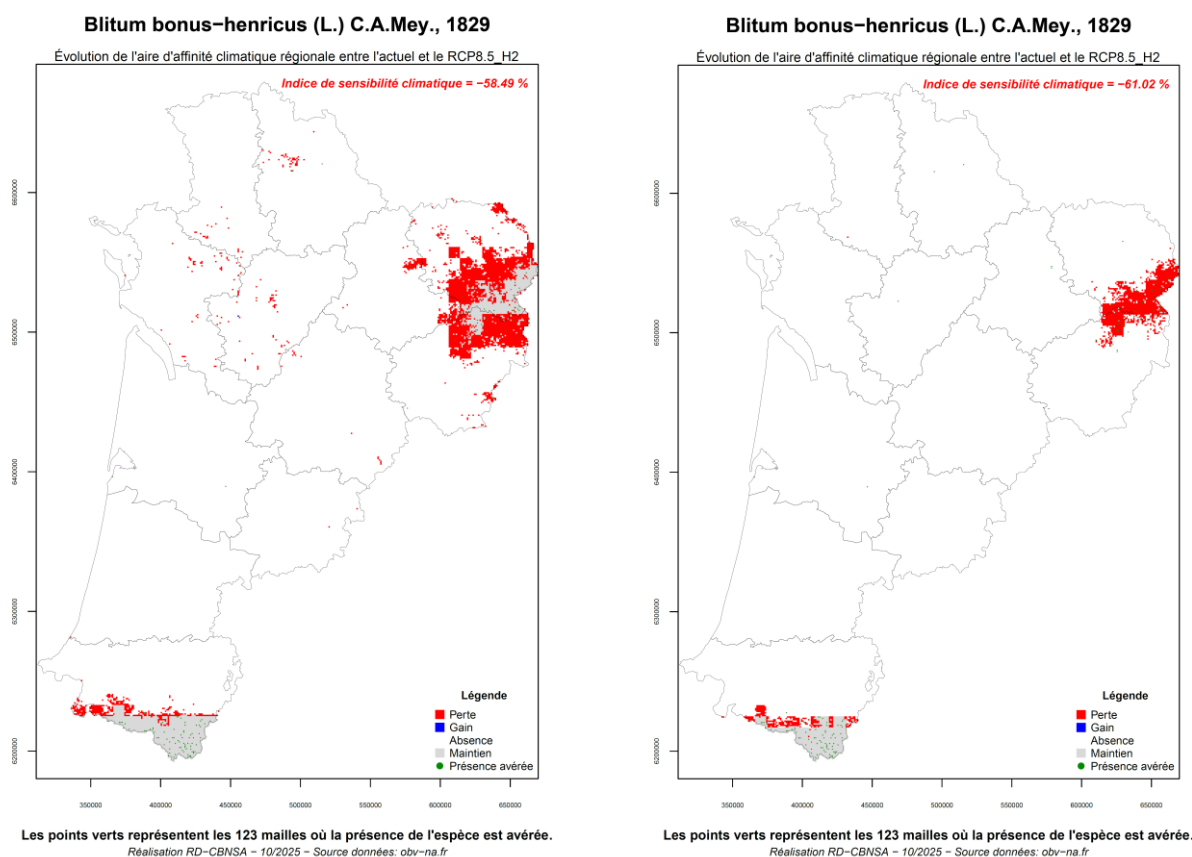 Blitum bonus−henricus (L.) C.A.Mey., 1829
Évolution de l'aire d'affinité climatique régionale entre l'actuel et le RCP8.5_H2
Indice de sensibilité climatique = −58.49 %
6600000
6500000
6400000
6300000
6200000
Légende
Perte
Gain
Absence
Maintien
Présence avérée
350000 400000 450000 500000 550000 600000 650000
Les points verts représentent les 123 mailles où la présence de l'espèce est avérée.
Réalisation RD−CBNSA − 10/2025 − Source données: obv−na.fr
Blitum bonus−henricus (L.) C.A.Mey., 1829
Évolution de l'aire d'affinité climatique régionale entre l'actuel et le RCP8.5_H2
Indice de sensibilité climatique = −61.02 %
6600000
6500000
6400000
6300000
6200000
Légende
Perte
Gain
Absence
Maintien
Présence avérée
350000 400000 450000 500000 550000 600000 650000
Les points verts représentent les 123 mailles où la présence de l'espèce est avérée.
Réalisation RD−CBNSA − 10/2025 − Source données: obv−na.fr